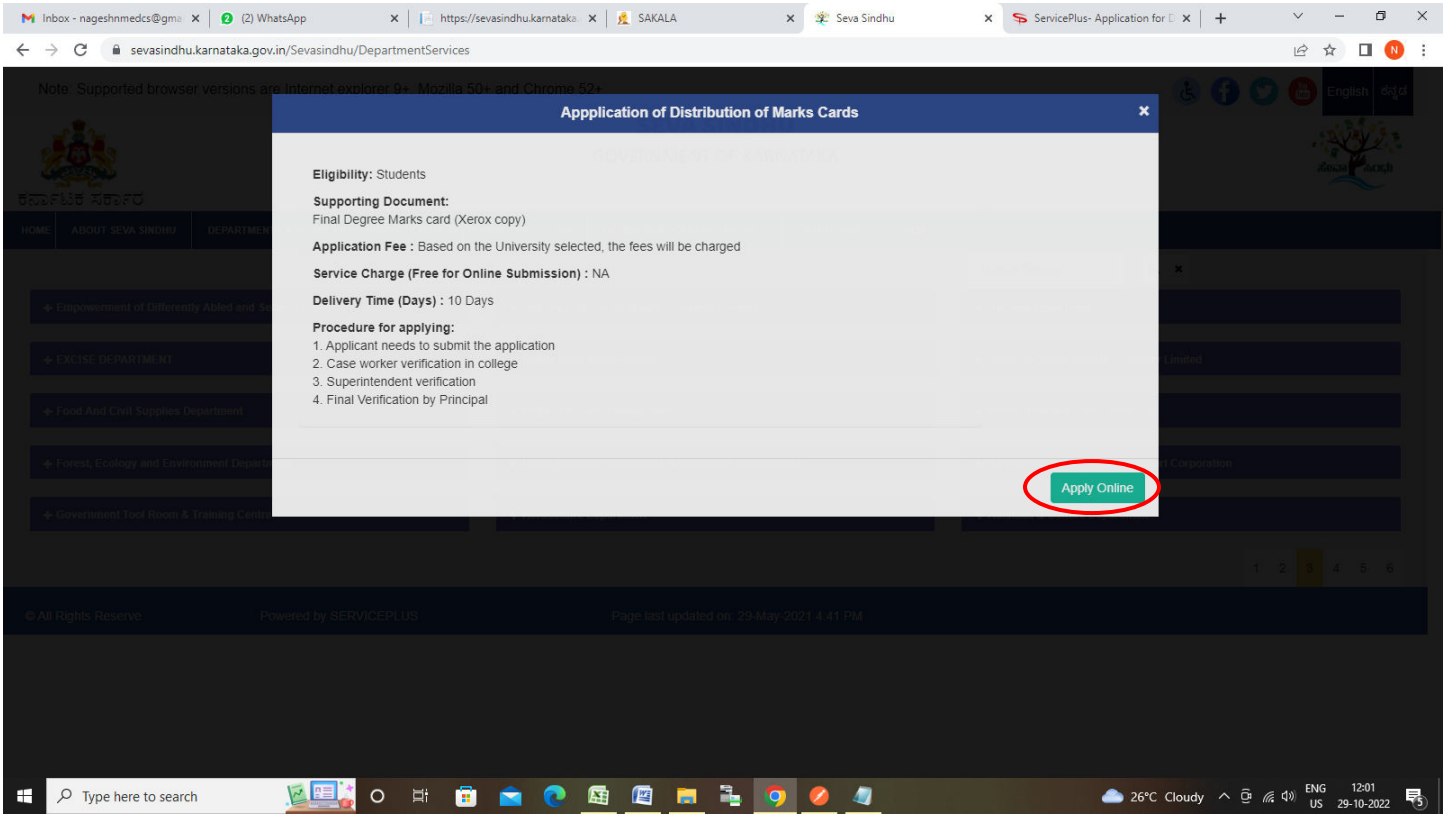 Inbox - nageshnmedcs@gma
(2) WhatsApp
https://sevasindhu.karnataka.
SAKALA
Seva Sindhu
ServicePlus- Application for D
sevasindhu.karnataka.gov.in/Sevasindhu/DepartmentServices
N
Note: Supported browser versions are Internet explorer 9+, Mozilla 50+ and Chrome 52+
English ಕನ್ನಡ
Appplication of Distribution of Marks Cards
ಕರ್ನಾಟಕ ಸರ್ಕಾರ
HOME ABOUT SEVA SINDHU DEPARTMEN
Eligibility: Students
Supporting Document:
Final Degree Marks card (Xerox copy)
Application Fee : Based on the University selected, the fees will be charged
Service Charge (Free for Online Submission) : NA
Delivery Time (Days) : 10 Days
Procedure for applying:
1. Applicant needs to submit the application
2. Case worker verification in college
3. Superintendent verification
4. Final Verification by Principal
Apply Online
+ Empowerment of Differently Abled and Se
+ EXCISE DEPARTMENT
Limited
+ Food And Civil Supplies Department
+ Forest, Ecology and Environment Departm
t Corporation
+ Government Tool Room & Training Centre
1 2 3 4 5 6
© All Rights Reserve
Powered by SERVICEPLUS
Page last updated on: 29-May-2021 4:41 PM
Type here to search
26°C Cloudy
ENG
US
12:01
29-10-2022
5